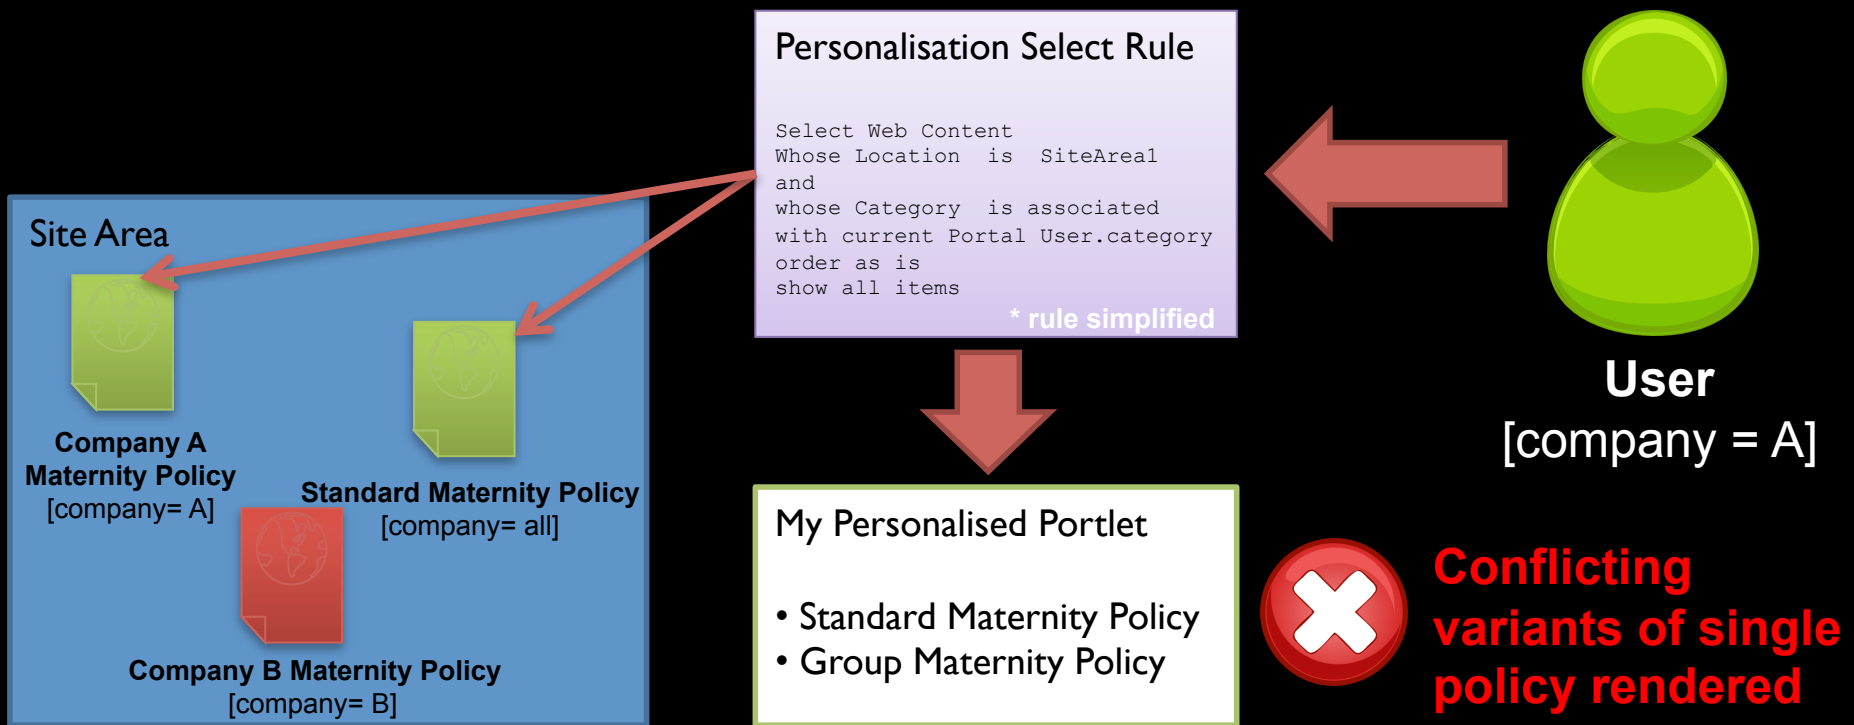 Personalisation Select Rule
Select Web Content
Whose Location is SiteArea1
and
whose Category is associated
with current Portal User.category
order as is
show all items
* rule simplified
Site Area
Company A
Maternity Policy
[company= A]
Standard Maternity Policy
[company= all]
Company B Maternity Policy
[company= B]
My Personalised Portlet
• Standard Maternity Policy
• Group Maternity Policy
User
[company = A]
Conflicting
variants of single
policy rendered